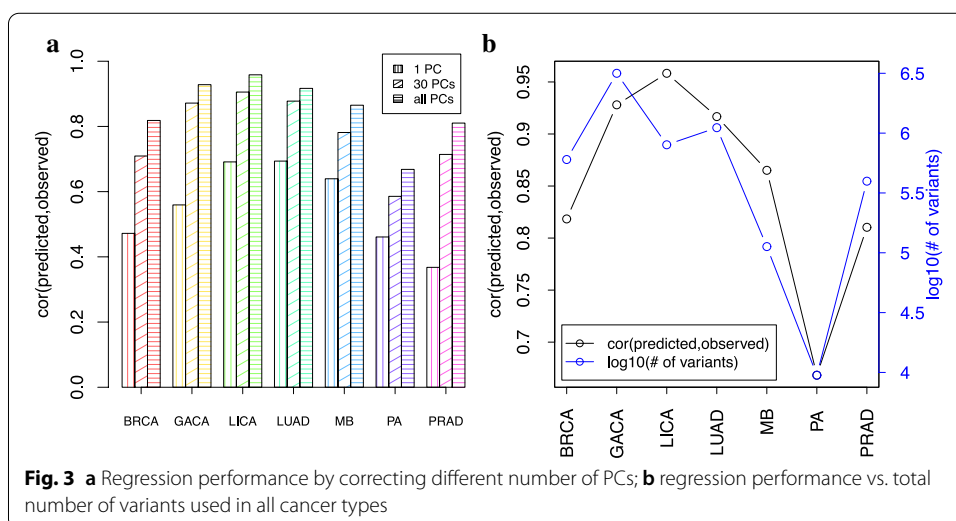 a
1.0
0.8
0.6
0.4
0.2
0.0
cor(predicted,observed)
1 PC
30 PCs
all PCs
BRCA GACA LICA LUAD MB PA PRAD
b
0.95
0.9
0.85
0.8
0.75
0.7
cor(predicted,observed)
6.5
6
5.5
5
4.5
4
log10(# of variants)
cor(predicted,observed)
log10(# of variants)
BRCA
GACA
LICA
LUAD
MB
PA
PRAD
Fig. 3 a Regression performance by correcting different number of PCs; b regression performance vs. total
number of variants used in all cancer types